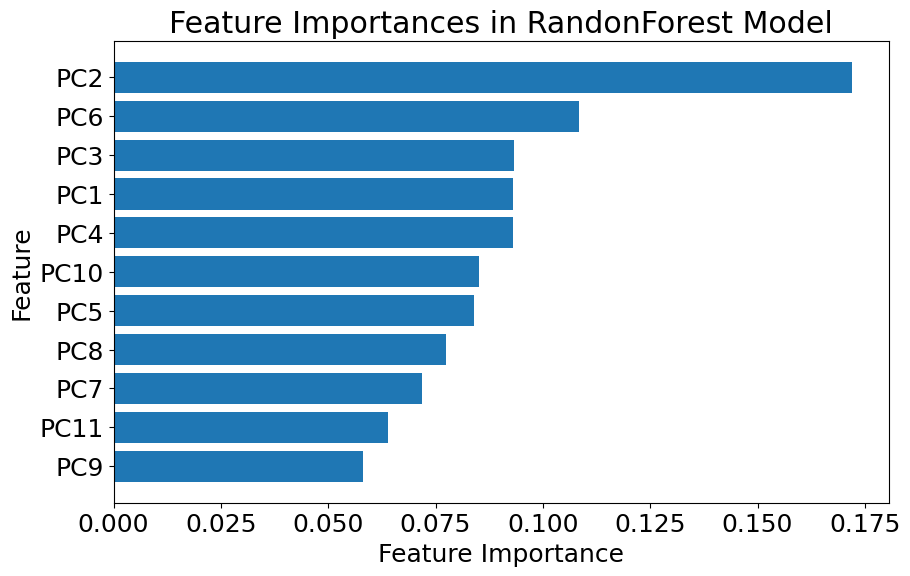 Feature Importances in RandonForest Model
PC2
PC6
PC3
PC1
PC4
PC10
PC5
PC8
PC7
PC11
PC9
Feature
0.000 0.025 0.050 0.075 0.100 0.125 0.150 0.175
Feature Importance